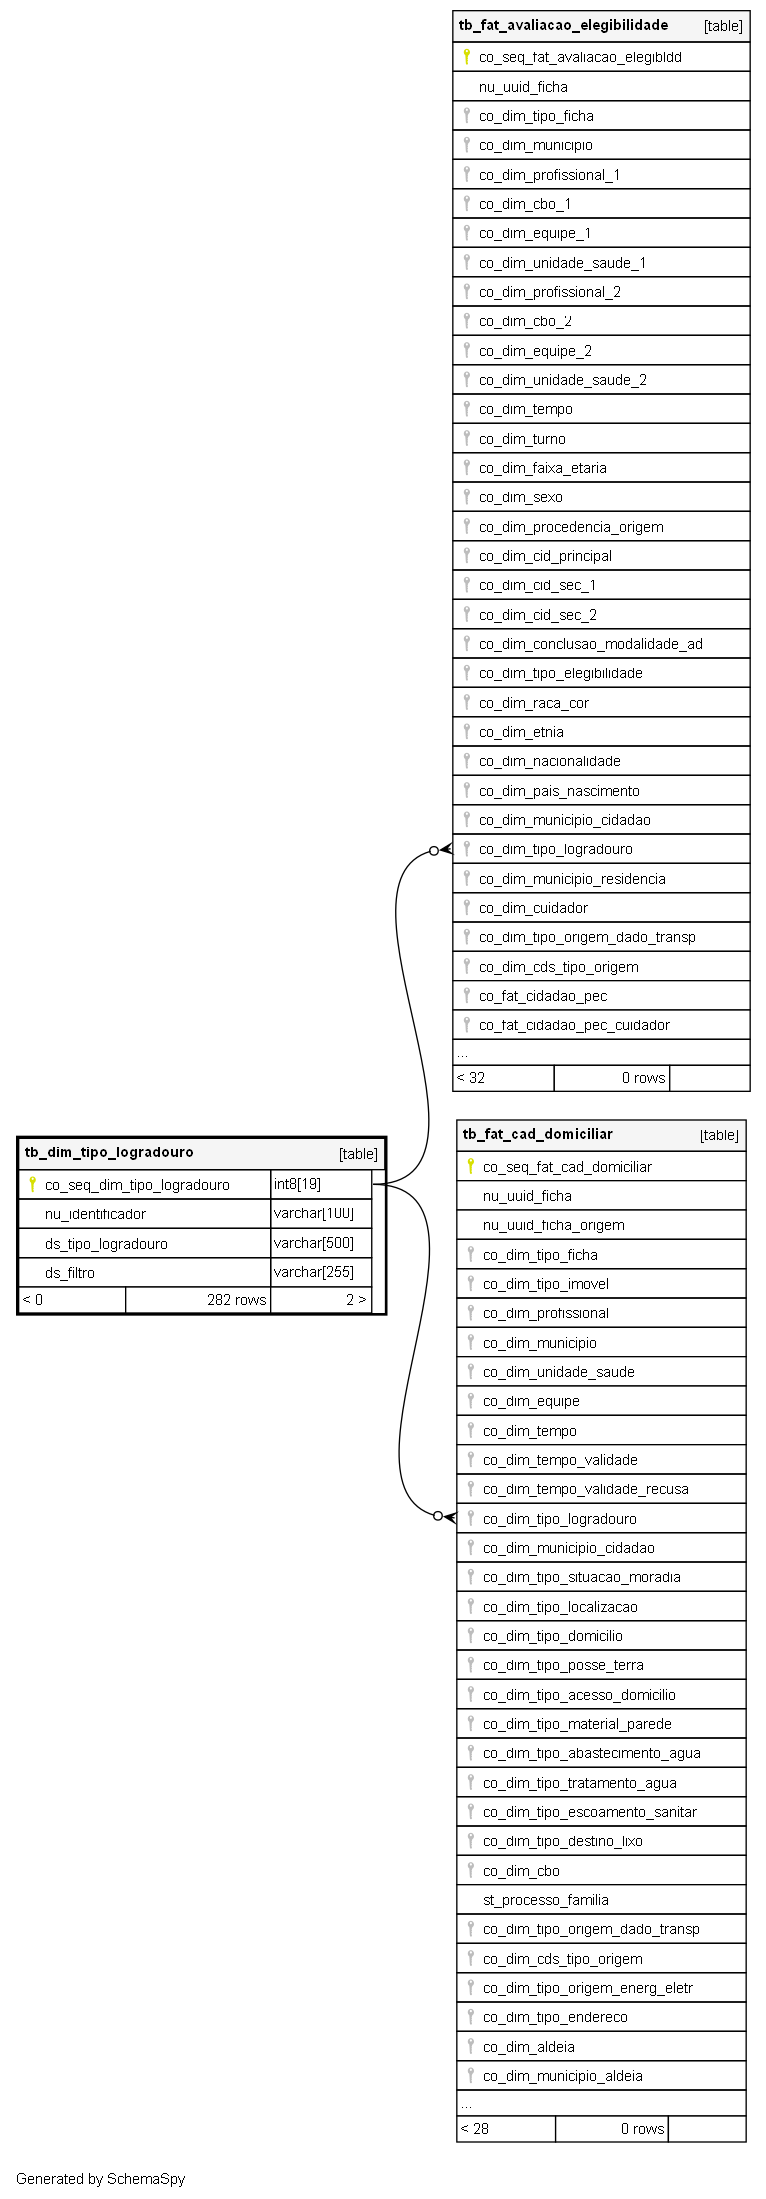 tb_fat_avaliacao_elegibilidade [table]
co_seq_fat_avaliacao_elegibldd
nu_uuid_ficha
co_dim_tipo_ficha
co_dim_municipio
co_dim_profissional_1
co_dim_cbo_1
co_dim_equipe_1
co_dim_unidade_saude_1
co_dim_profissional_2
co_dim_cbo_2
co_dim_equipe_2
co_dim_unidade_saude_2
co_dim_tempo
co_dim_turno
co_dim_faixa_etaria
co_dim_sexo
co_dim_procedencia_origem
co_dim_cid_principal
co_dim_cid_sec_1
co_dim_cid_sec_2
co_dim_conclusao_modalidade_ad
co_dim_tipo_elegibilidade
co_dim_raca_cor
co_dim_etnia
co_dim_nacionalidade
co_dim_pais_nascimento
co_dim_municipio_cidadao
co_dim_tipo_logradouro
co_dim_municipio_residencia
co_dim_cuidador
co_dim_tipo_origem_dado_transp
co_dim_cds_tipo_origem
co_fat_cidadao_pec
co_fat_cidadao_pec_cuidador
...
< 32 0 rows
tb_dim_tipo_logradouro [table]
co_seq_dim_tipo_logradouro int8[19]
nu_identificador varchar[100]
ds_tipo_logradouro varchar[500]
ds_filtro varchar[255]
< 0 282 rows 2 >
tb_fat_cad_domiciliar [table]
co_seq_fat_cad_domiciliar
nu_uuid_ficha
nu_uuid_ficha_origem
co_dim_tipo_ficha
co_dim_tipo_imovel
co_dim_profissional
co_dim_municipio
co_dim_unidade_saude
co_dim_equipe
co_dim_tempo
co_dim_tempo_validade
co_dim_tempo_validade_recusa
co_dim_tipo_logradouro
co_dim_municipio_cidadao
co_dim_tipo_situacao_moradia
co_dim_tipo_localizacao
co_dim_tipo_domicilio
co_dim_tipo_posse_terra
co_dim_tipo_acesso_domicilio
co_dim_tipo_material_parede
co_dim_tipo_abastecimento_agua
co_dim_tipo_tratamento_agua
co_dim_tipo_escoamento_sanitar
co_dim_tipo_destino_lixo
co_dim_cbo
st_processo_familia
co_dim_tipo_origem_dado_transp
co_dim_cds_tipo_origem
co_dim_tipo_origem_energ_eletr
co_dim_tipo_endereco
co_dim_aldeia
co_dim_municipio_aldeia
...
< 28 0 rows
Generated by SchemaSpy